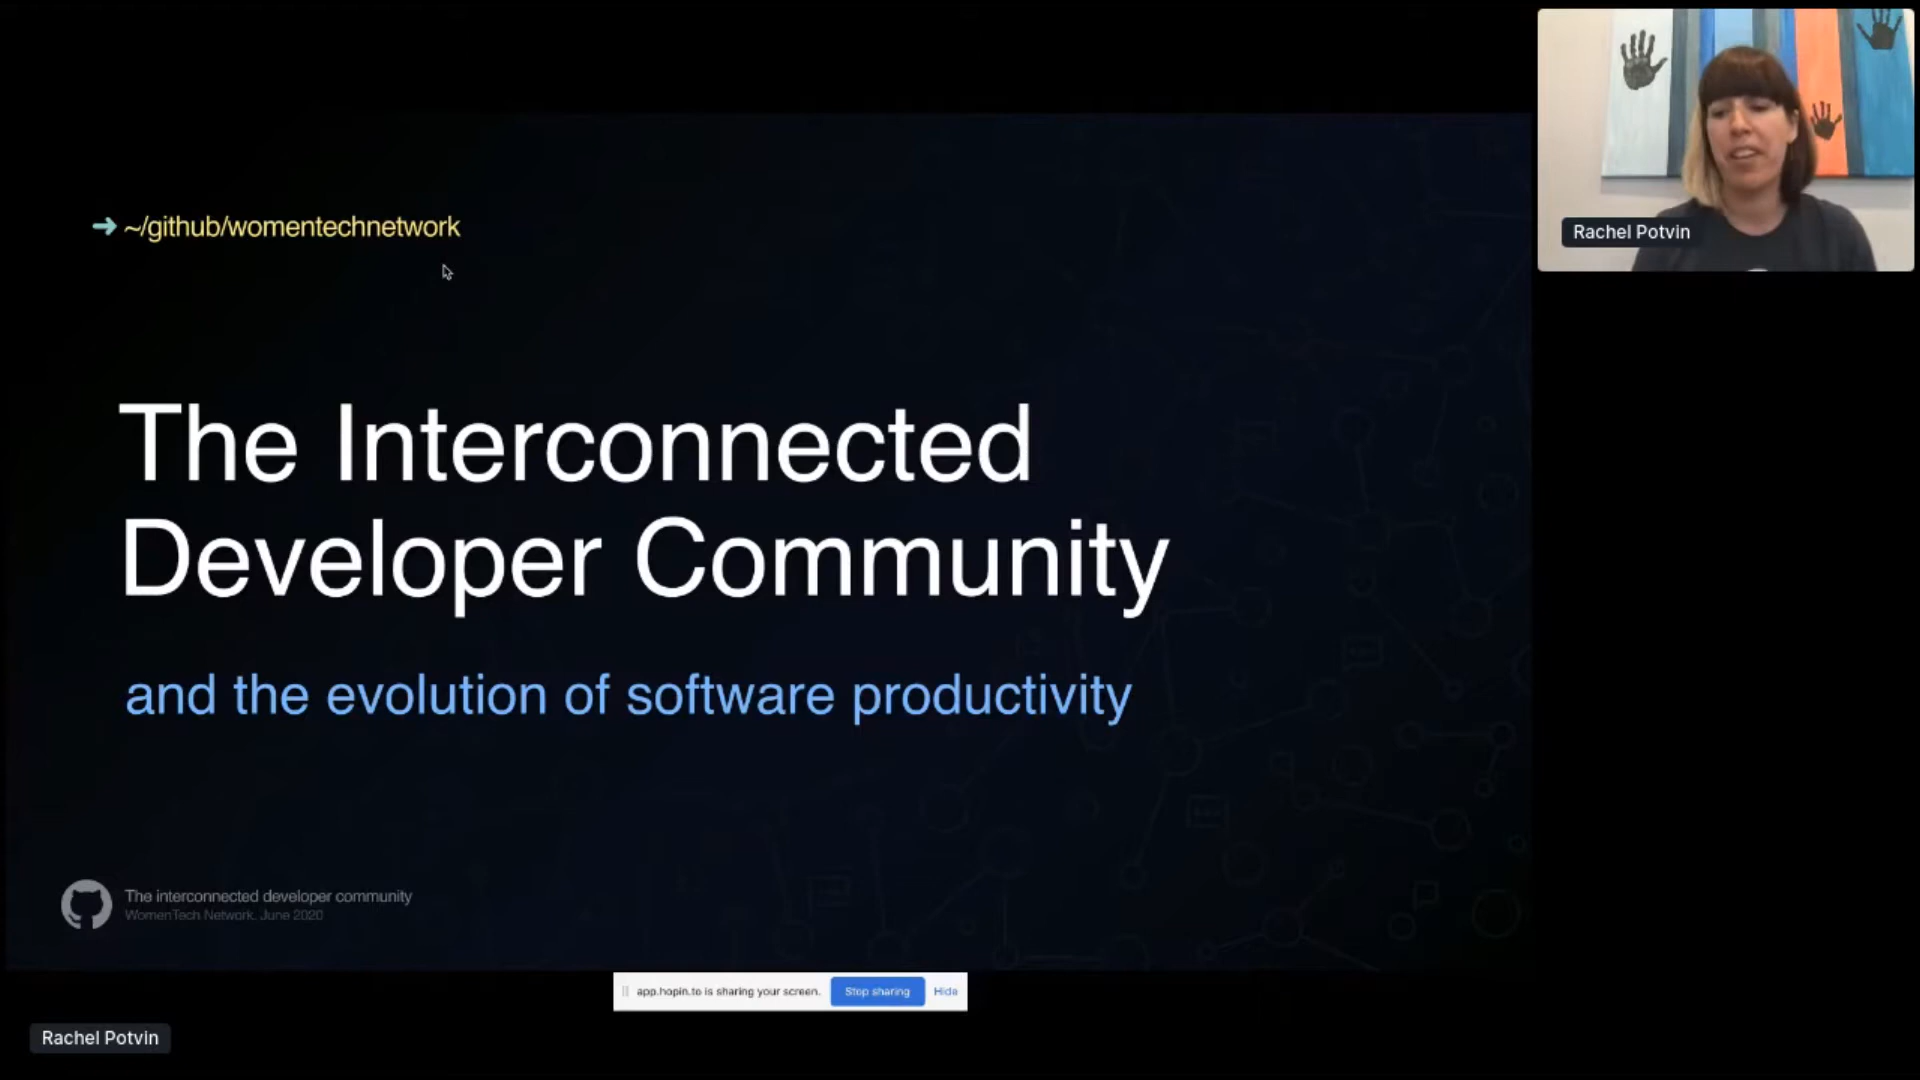 Rachel Potvin
➜ ~/github/womentechnetwork
The Interconnected
Developer Community
and the evolution of software productivity
The interconnected developer community
WomenTech Network, June 2020
app.hopin.to is sharing your screen.
Stop sharing
Hide
Rachel Potvin